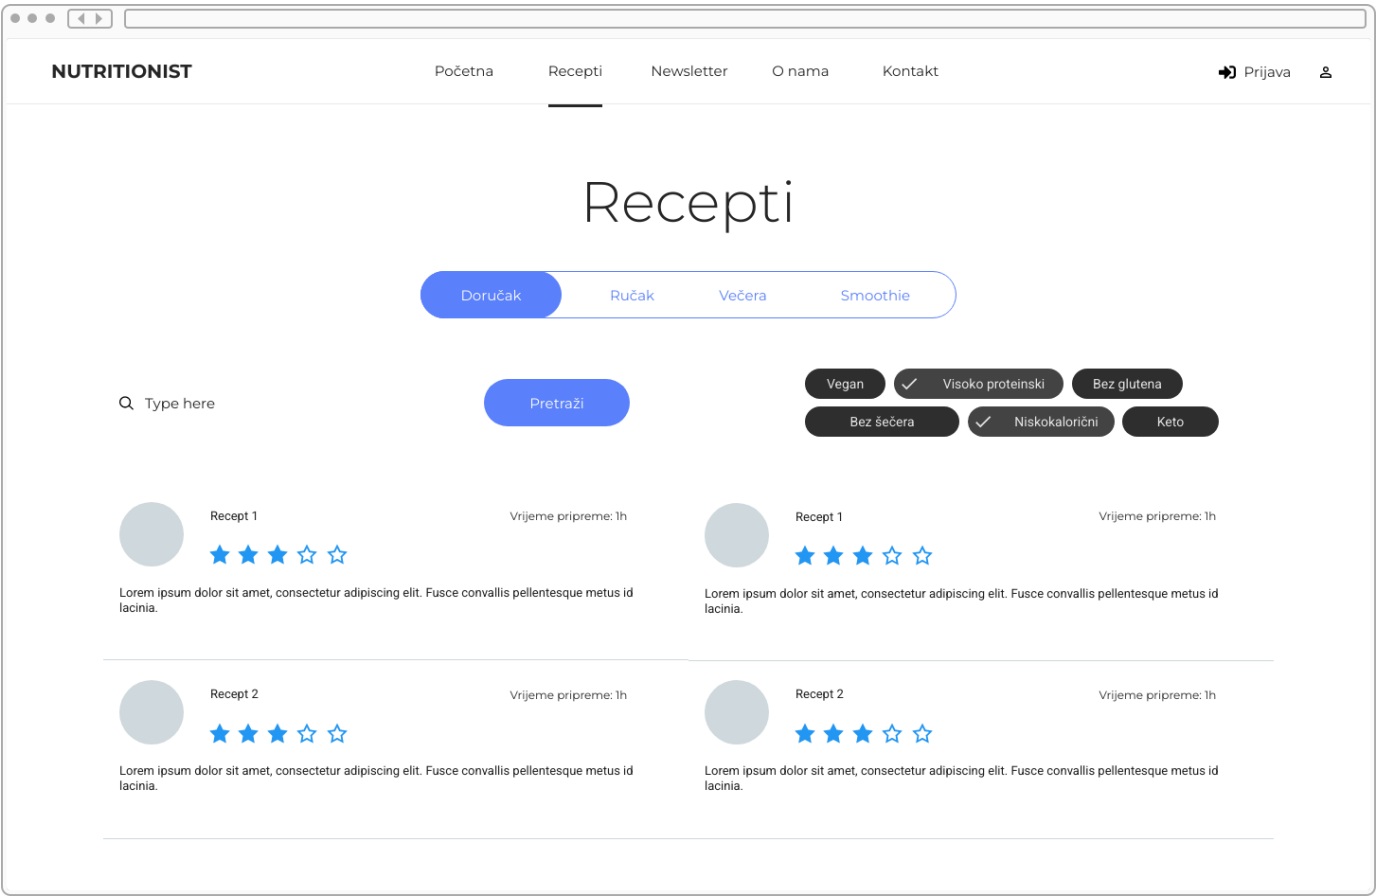 NUTRITIONIST
Početna
Recepti
Newsletter
O nama
Kontakt
Prijava
Recepti
Doručak
Ručak
Večera
Smoothie
Type here
Pretraži
Vegan
Visoko proteinski
Bez glutena
Bez šečera
Niskokalorični
Keto
Recept 1
Vrijeme pripreme: 1h
Lorem ipsum dolor sit amet, consectetur adipiscing elit. Fusce convallis pellentesque metus id
lacinia.
Recept 1
Vrijeme pripreme: 1h
Lorem ipsum dolor sit amet, consectetur adipiscing elit. Fusce convallis pellentesque metus id
lacinia.
Recept 2
Vrijeme pripreme: 1h
Lorem ipsum dolor sit amet, consectetur adipiscing elit. Fusce convallis pellentesque metus id
lacinia.
Recept 2
Vrijeme pripreme: 1h
Lorem ipsum dolor sit amet, consectetur adipiscing elit. Fusce convallis pellentesque metus id
lacinia.